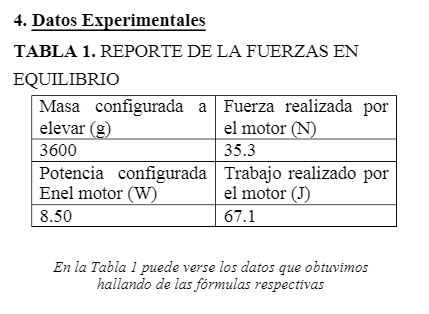 4. Datos Experimentales
TABLA 1. REPORTE DE LA FUERZAS EN
EQUILIBRIO
Masa configurada a
elevar (g)
Fuerza realizada por
el motor (N)
3600
35.3
Potencia configurada
Enel motor (W)
Trabajo realizado por
el motor (J)
8.50
67.1
En la Tabla 1 puede verse los datos que obtuvimos
hallando de las fórmulas respectivas